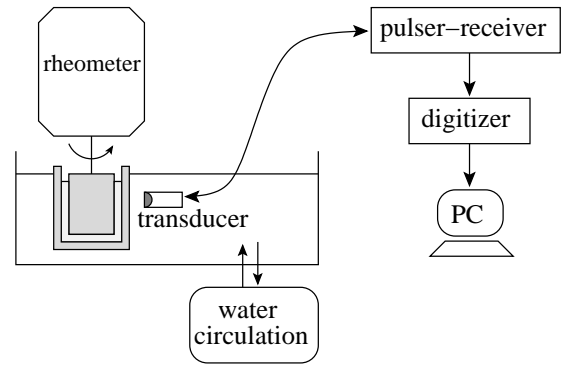 rheometer
pulser–receiver
digitizer
PC
transducer
water
circulation